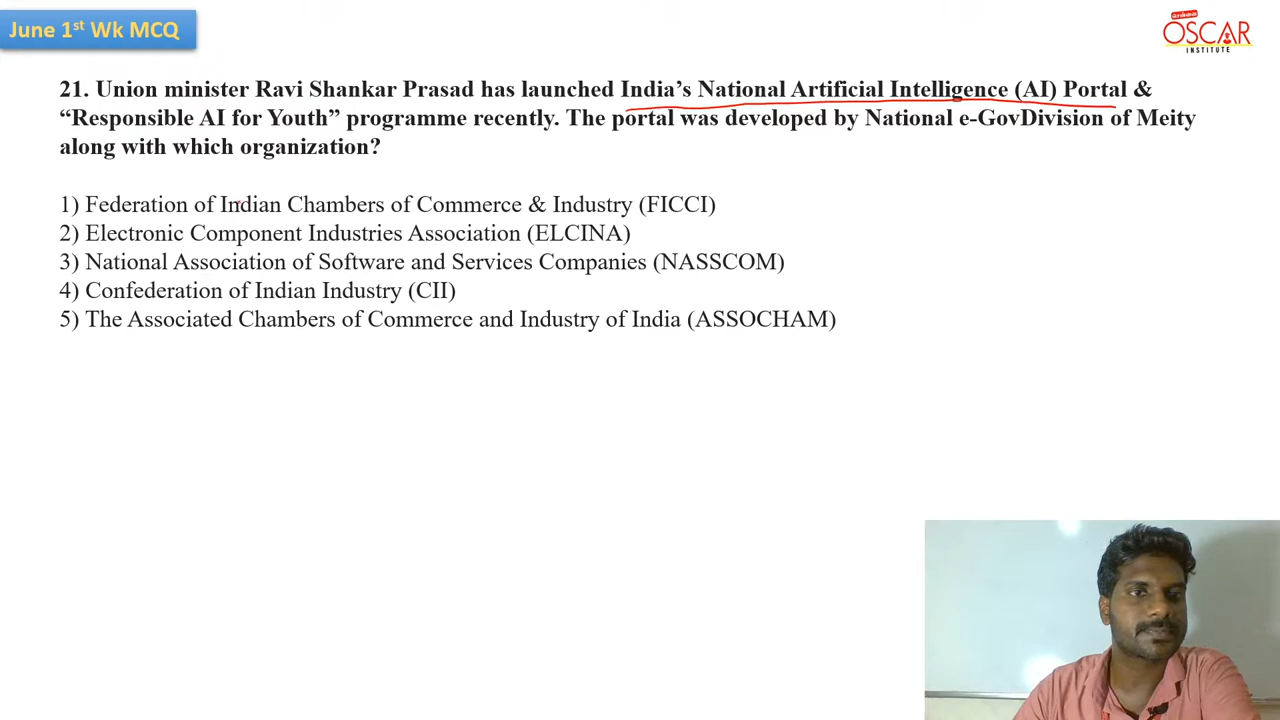 June 1st Wk MCQ
சென்னை
OSCAR
INSTITUTE
21. Union minister Ravi Shankar Prasad has launched India’s National Artificial Intelligence (AI) Portal &
“Responsible AI for Youth” programme recently. The portal was developed by National e-GovDivision of Meity
along with which organization?
1) Federation of Indian Chambers of Commerce & Industry (FICCI)
2) Electronic Component Industries Association (ELCINA)
3) National Association of Software and Services Companies (NASSCOM)
4) Confederation of Indian Industry (CII)
5) The Associated Chambers of Commerce and Industry of India (ASSOCHAM)